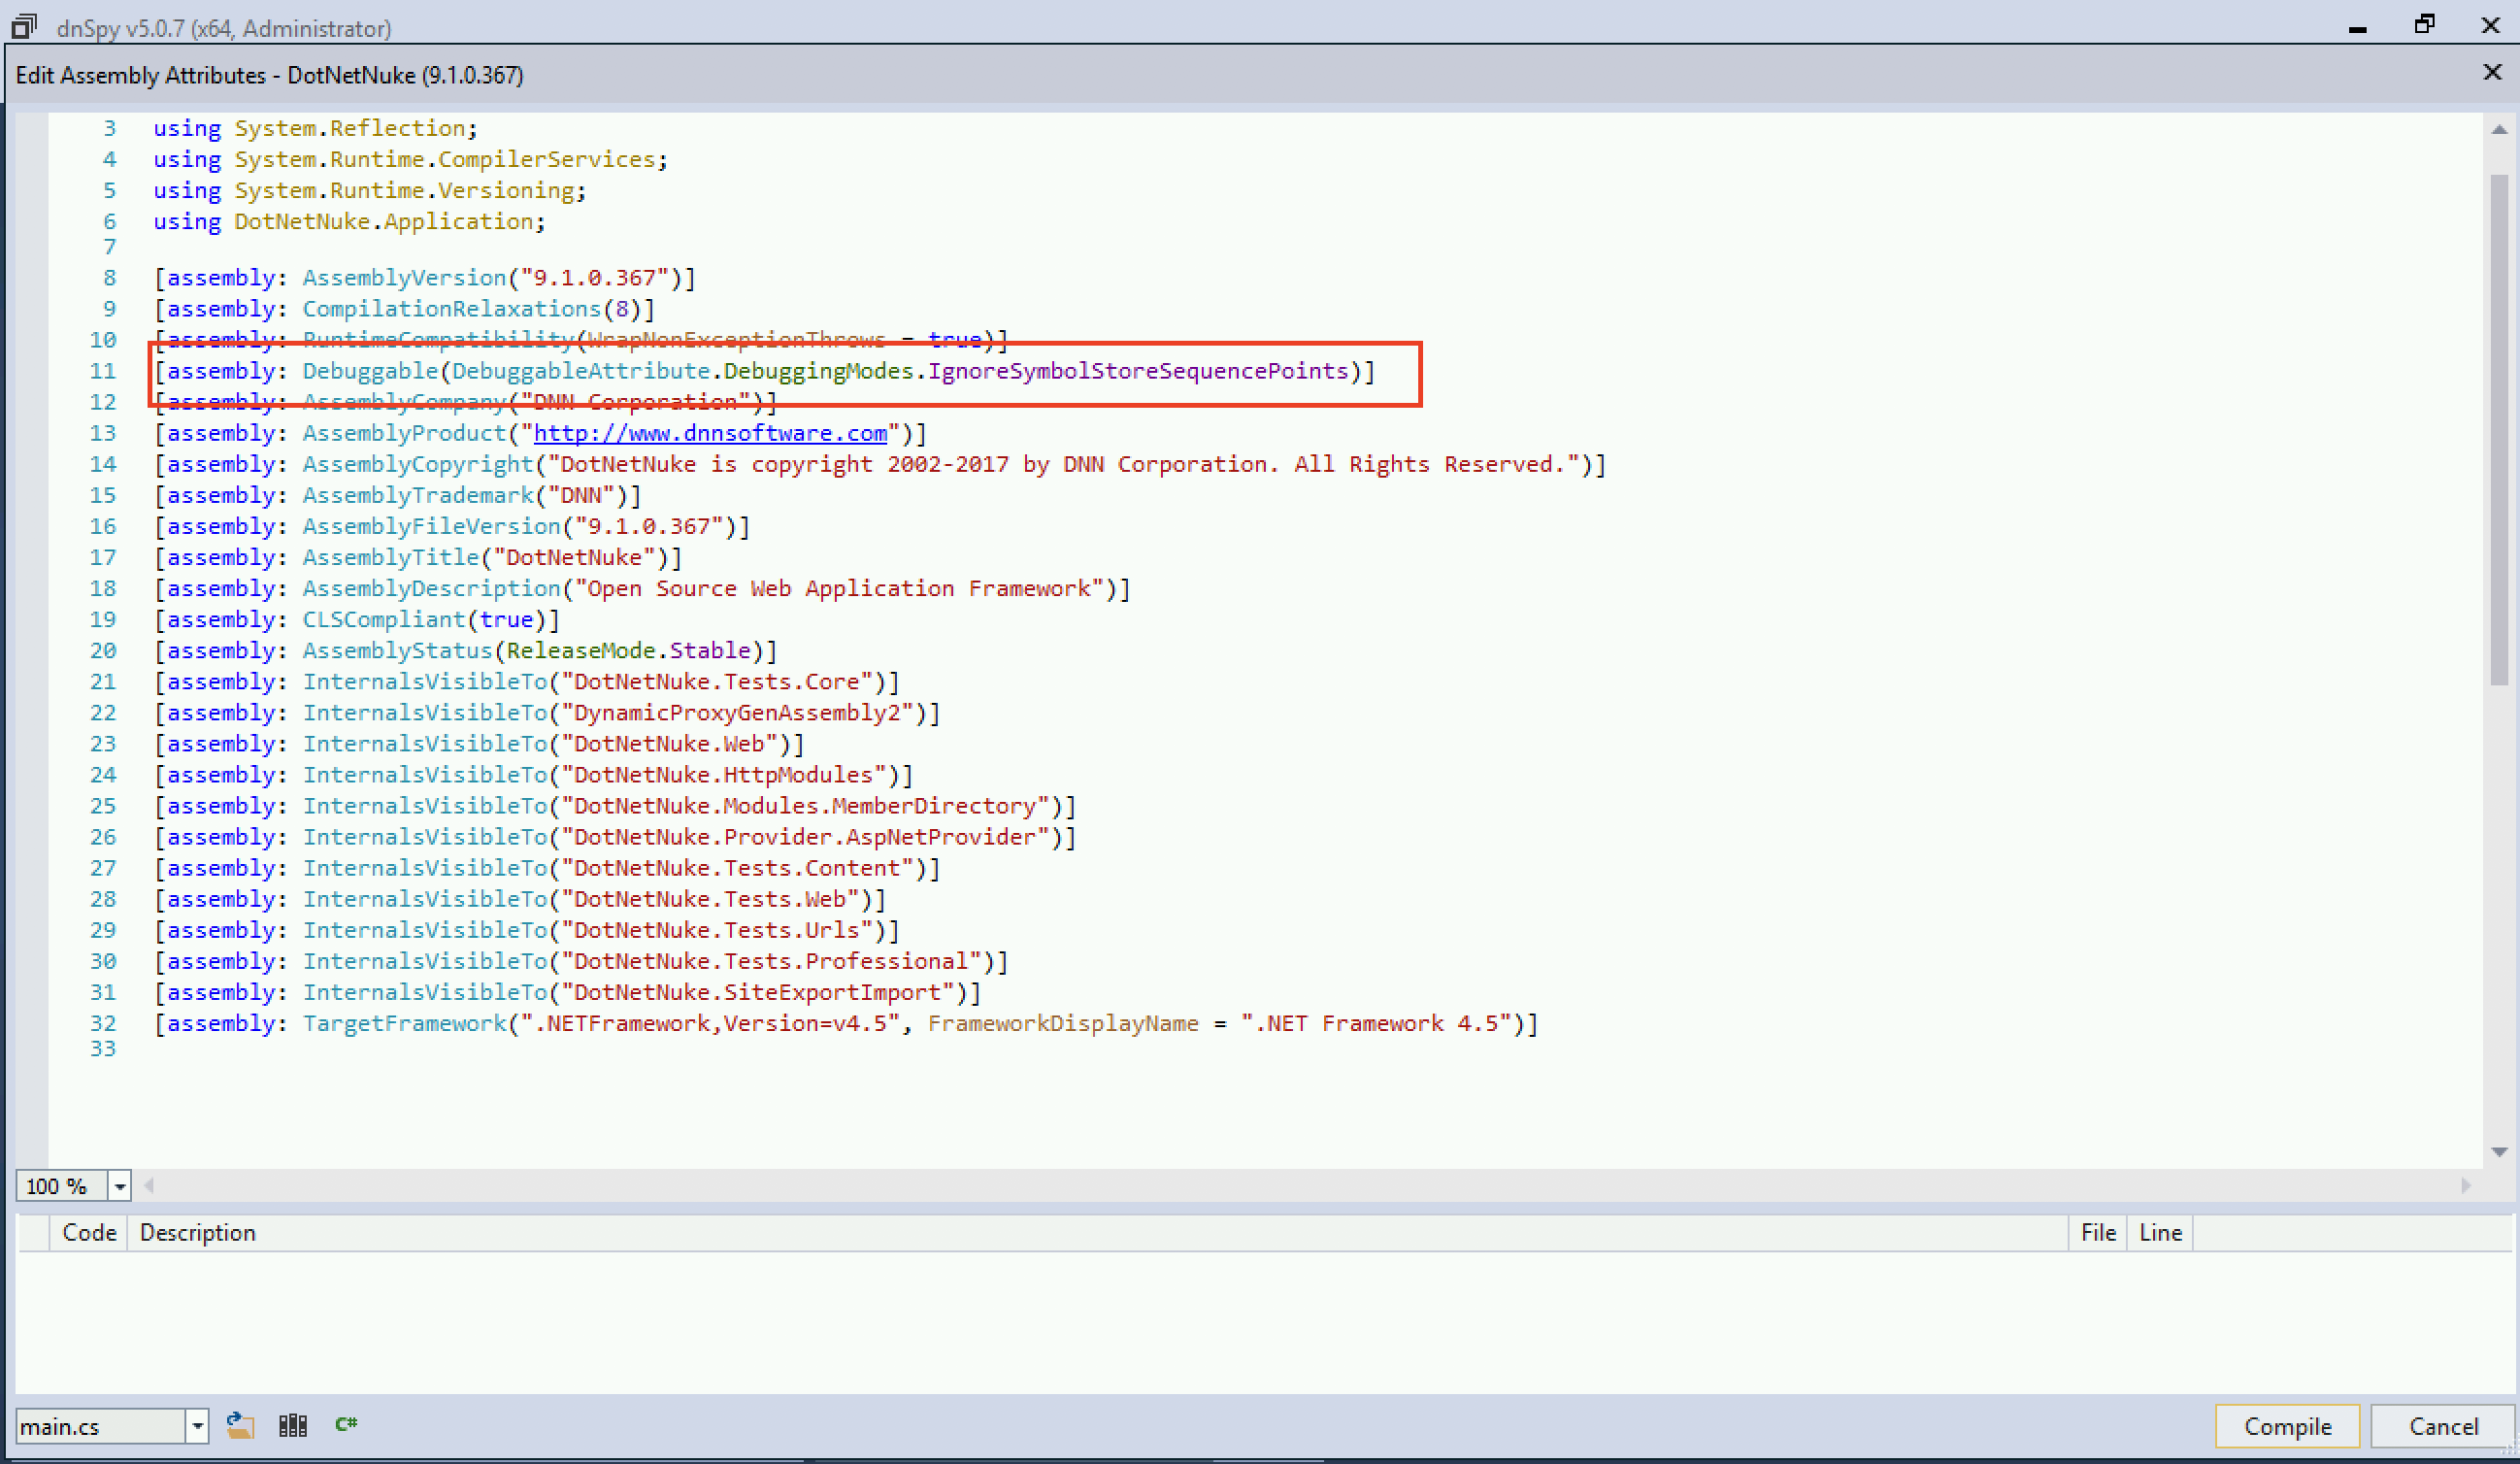 dnSpy v5.0.7 (x64, Administrator)
Edit Assembly Attributes - DotNetNuke (9.1.0.367)
3 using System.Reflection;
4 using System.Runtime.CompilerServices;
5 using System.Runtime.Versioning;
6 using DotNetNuke.Application;
7
8 [assembly: AssemblyVersion("9.1.0.367")]
9 [assembly: CompilationRelaxations(8)]
10 [assembly: RuntimeCompatibility(WrapNonExceptionThrows = true)]
11 [assembly: Debuggable(DebuggableAttribute.DebuggingModes.IgnoreSymbolStoreSequencePoints)]
12 [assembly: AssemblyCompany("DNN Corporation")]
13 [assembly: AssemblyProduct("http://www.dnnsoftware.com")]
14 [assembly: AssemblyCopyright("DotNetNuke is copyright 2002-2017 by DNN Corporation. All Rights Reserved.")]
15 [assembly: AssemblyTrademark("DNN")]
16 [assembly: AssemblyFileVersion("9.1.0.367")]
17 [assembly: AssemblyTitle("DotNetNuke")]
18 [assembly: AssemblyDescription("Open Source Web Application Framework")]
19 [assembly: CLSCompliant(true)]
20 [assembly: AssemblyStatus(ReleaseMode.Stable)]
21 [assembly: InternalsVisibleTo("DotNetNuke.Tests.Core")]
22 [assembly: InternalsVisibleTo("DynamicProxyGenAssembly2")]
23 [assembly: InternalsVisibleTo("DotNetNuke.Web")]
24 [assembly: InternalsVisibleTo("DotNetNuke.HttpModules")]
25 [assembly: InternalsVisibleTo("DotNetNuke.Modules.MemberDirectory")]
26 [assembly: InternalsVisibleTo("DotNetNuke.Provider.AspNetProvider")]
27 [assembly: InternalsVisibleTo("DotNetNuke.Tests.Content")]
28 [assembly: InternalsVisibleTo("DotNetNuke.Tests.Web")]
29 [assembly: InternalsVisibleTo("DotNetNuke.Tests.Urls")]
30 [assembly: InternalsVisibleTo("DotNetNuke.Tests.Professional")]
31 [assembly: InternalsVisibleTo("DotNetNuke.SiteExportImport")]
32 [assembly: TargetFramework(".NETFramework,Version=v4.5", FrameworkDisplayName = ".NET Framework 4.5")]
33
100 %
Code Description File Line
main.cs C# Compile Cancel